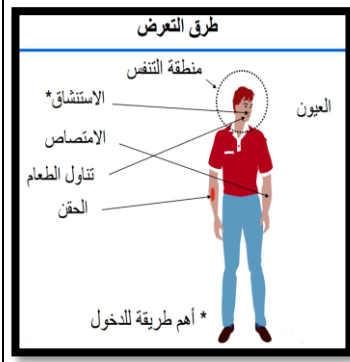 طرق التعرض
منطقة التنفس
الاستنشاق*
العيون
الامتصاص
تناول الطعام
الحقن
* أهم طريقة للدخول